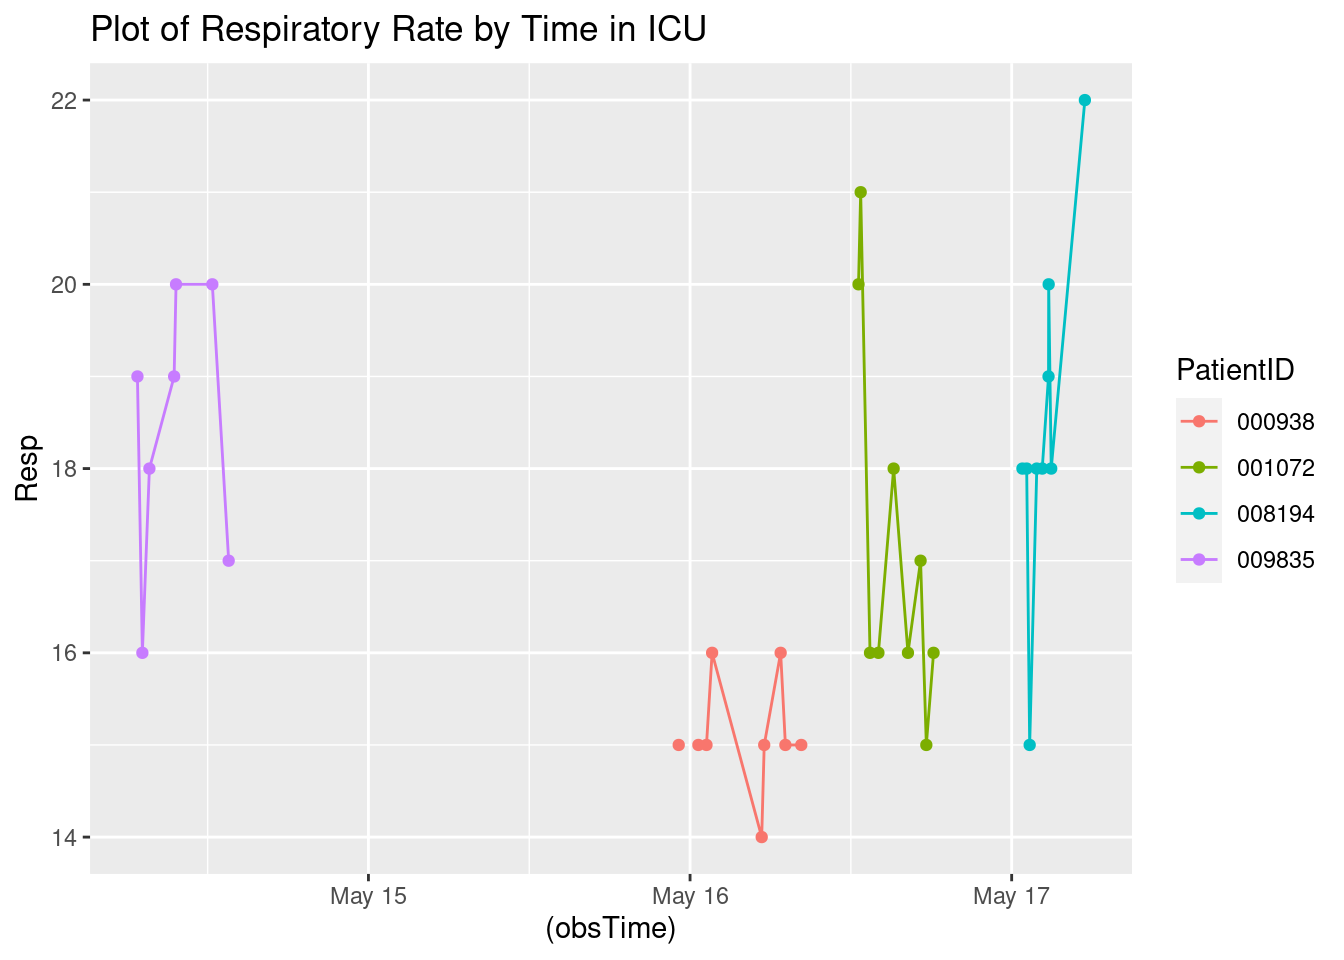 Plot of Respiratory Rate by Time in ICU
22
20
18
16
14
Resp
May 15
May 16
May 17
(obsTime)
PatientID
000938
001072
008194
009835